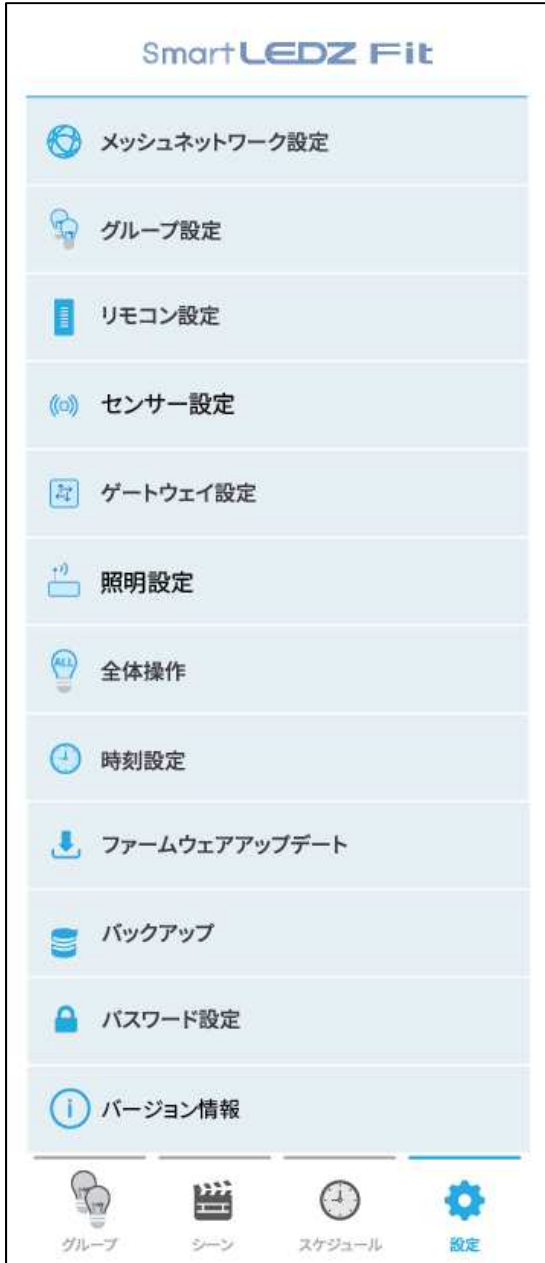 Smart LEDZ Fit
メッシュネットワーク設定
グループ設定
リモコン設定
センサー設定
ゲートウェイ設定
照明設定
ALL
全体操作
時刻設定
ファームウェアアップデート
バックアップ
パスワード設定
バージョン情報
グループ
シーン
スケジュール
設定